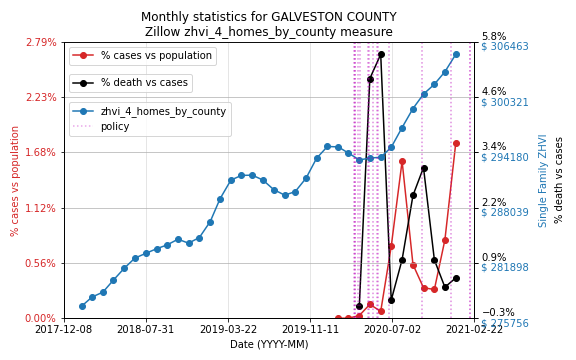 Monthly statistics for GALVESTON COUNTY
Zillow zhvi_4_homes_by_county measure
% cases vs population
% death vs cases
zhvi_4_homes_by_county
policy
2.79%
2.23%
1.68%
1.12%
0.56%
0.00%
% cases vs population
5.8%
$ 306463
4.6%
$ 300321
3.4%
$ 294180
2.2%
$ 288039
0.9%
$ 281898
−0.3%
$ 275756
Single Family ZHVI
% death vs cases
2017-12-08
2018-07-31
2019-03-22
2019-11-11
2020-07-02
2021-02-22
Date (YYYY-MM)